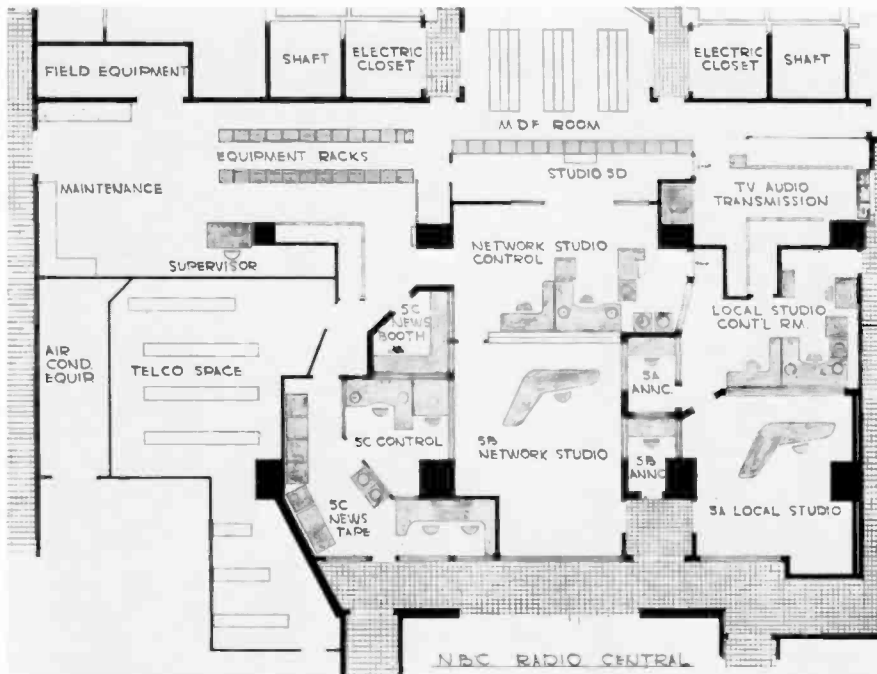 SHAFT
ELECTRIC
CLOSET
ELECTRIC
CLOSET
SHAFT
FIELD EQUIPMENT
MDF ROOM
EQUIPMENT RACKS
STUDIO 5D
MAINTENANCE
TV AUDIO
TRANSMISSION
NETWORK STUDIO
CONTROL
SUPERVISOR
5C
NEWS
BOOTH
LOCAL STUDIO
CONT'L RM.
AIR
COND.
EQUIP
TELCO SPACE
5A
ANNC.
5C CONTROL
5B
NETWORK STUDIO
5B
ANNC
5C
NEWS
TAPE
5A LOCAL STUDIO
NBC RADIO CENTRAL